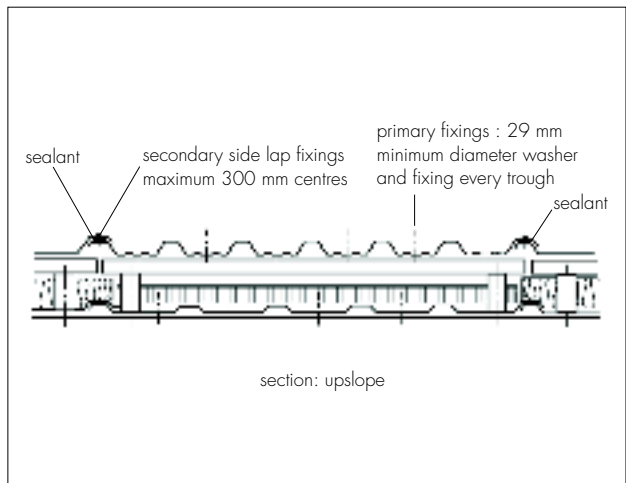 primary fixings : 29 mm
minimum diameter washer
and fixing every trough
sealant
secondary side lap fixings
maximum 300 mm centres
sealant
section: upslope